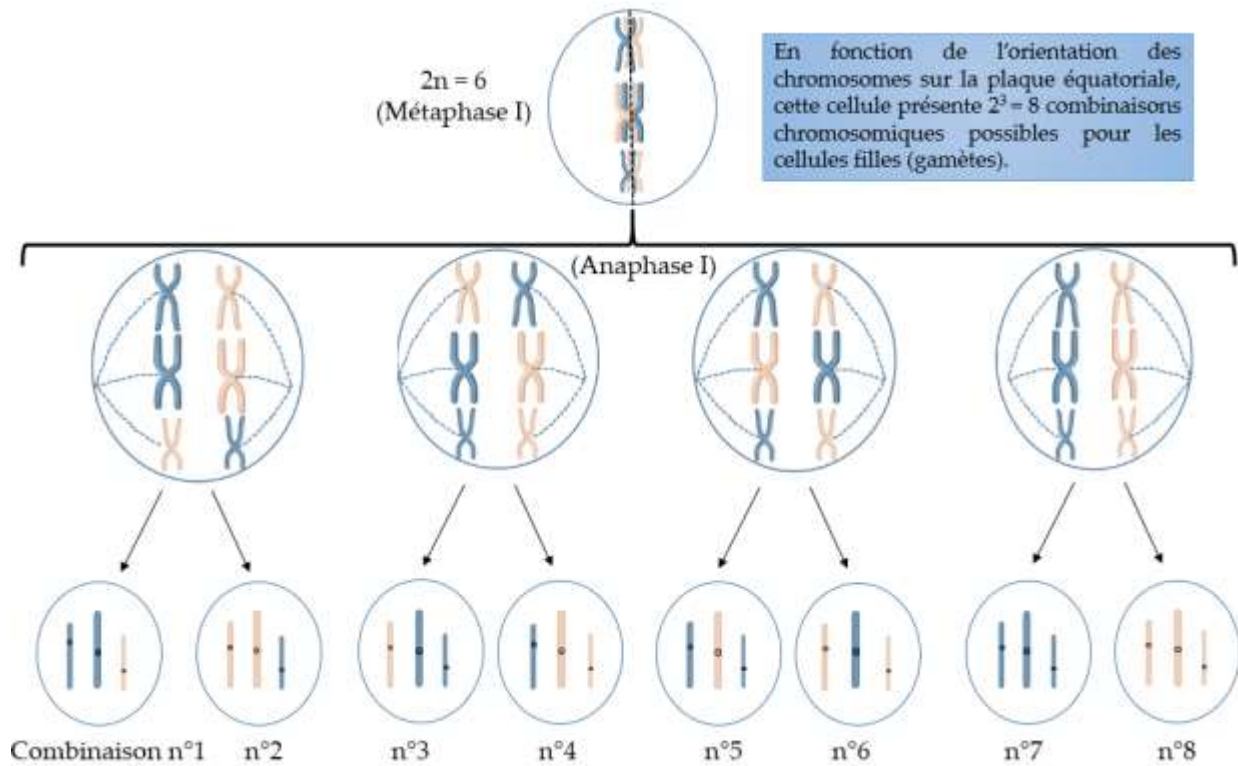 2n = 6
(Métaphase I)
En fonction de l'orientation des
chromosomes sur la plaque équatoriale,
cette cellule présente 2³ = 8 combinaisons
chromosomiques possibles pour les
cellules filles (gamètes).
(Anaphase I)
Combinaison n°1
n°2
n°3
n°4
n°5
n°6
n°7
n°8